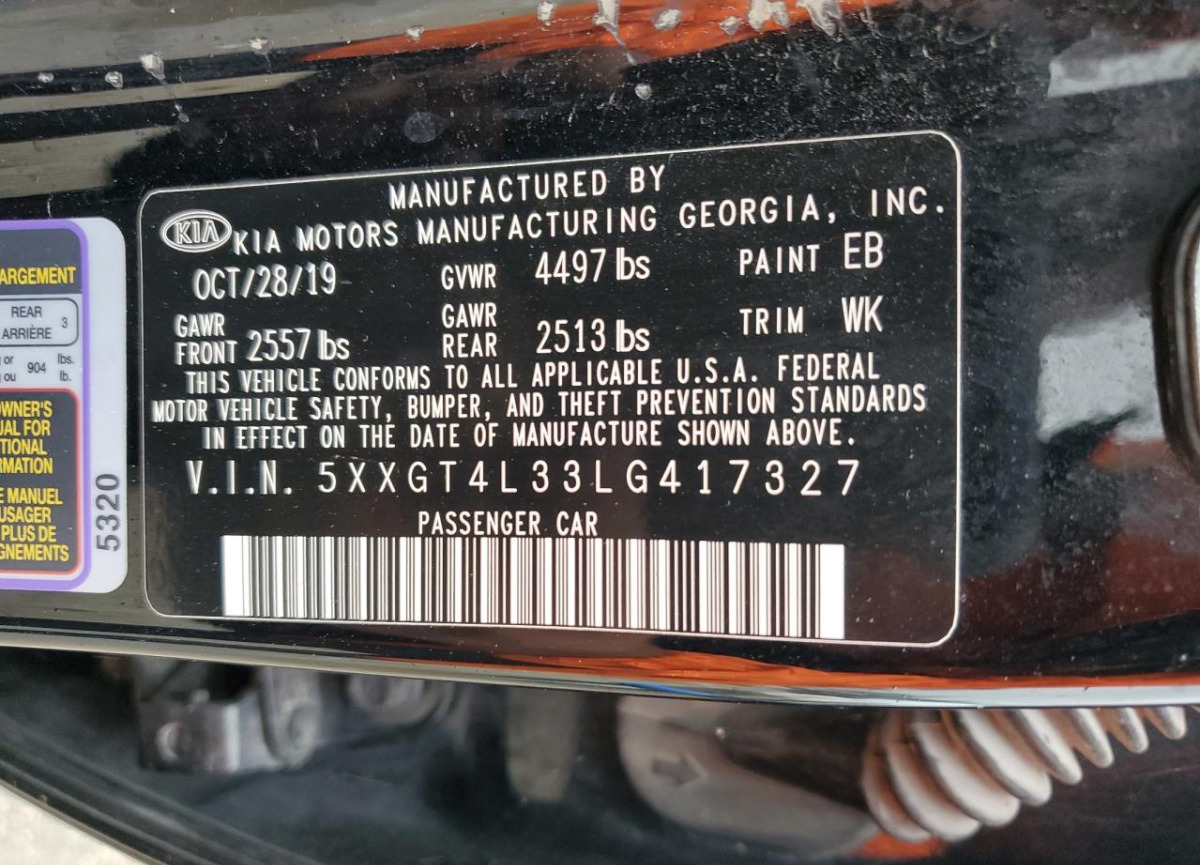 MANUFACTURED BY
KIA KIA MOTORS MANUFACTURING GEORGIA, INC.
OCT/28/19 GVWR 4497 lbs PAINT EB
GAWR FRONT 2557 lbs GAWR REAR 2513 lbs TRIM WK
THIS VEHICLE CONFORMS TO ALL APPLICABLE U.S.A. FEDERAL
MOTOR VEHICLE SAFETY, BUMPER, AND THEFT PREVENTION STANDARDS
IN EFFECT ON THE DATE OF MANUFACTURE SHOWN ABOVE.
V.I.N. 5XXGT4L33LG417327
PASSENGER CAR
ARGEMENT
REAR
ARRIÈRE 3
or 904 lbs.
ou lb.
OWNER'S
UAL FOR
TIONAL
RMATION
E MANUEL
USAGER
PLUS DE
GNEMENTS
5320